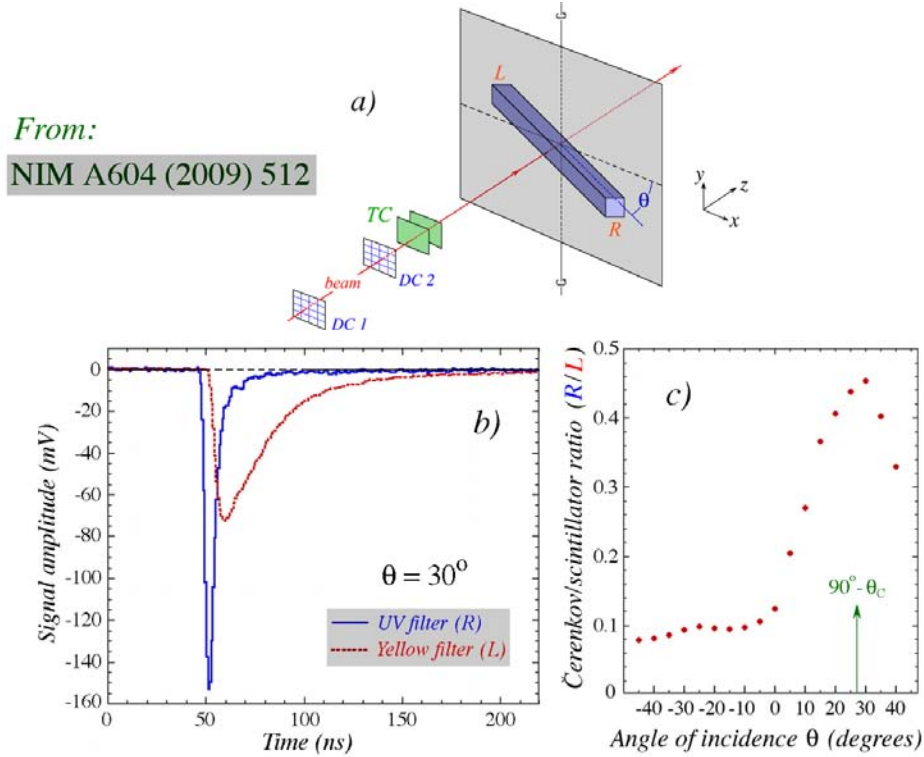 From:
NIM A604 (2009) 512
a)
L
R
θ
y
z
x
TC
DC 2
beam
DC 1
b)
Signal amplitude (mV)
0
-20
-40
-60
-80
-100
-120
-140
-160
θ = 30°
UV filter (R)
Yellow filter (L)
0 50 100 150 200
Time (ns)
c)
Čerenkov/scintillator ratio (R/L)
0.5
0.4
0.3
0.2
0.1
0
90° - θC
-40 -30 -20 -10 0 10 20 30 40
Angle of incidence θ (degrees)